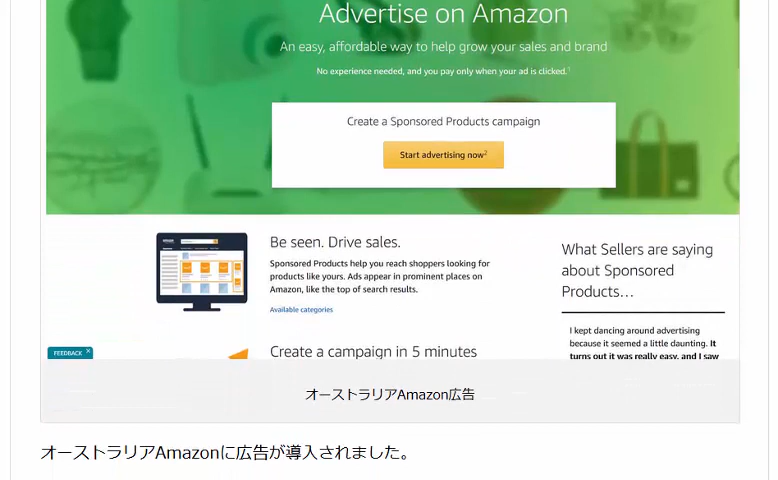 Advertise on Amazon
An easy, affordable way to help grow your sales and brand
No experience needed, and you pay only when your ad is clicked.¹
Create a Sponsored Products campaign
Start advertising now²
Be seen. Drive sales.
Sponsored Products help you reach shoppers looking for
products like yours. Ads appear in prominent places on
Amazon, like the top of search results.
Available categories
What Sellers are saying
about Sponsored
Products…
I kept dancing around advertising
because it seemed a little daunting. It
turns out it was really easy, and I saw
FEEDBACK
Create a campaign in 5 minutes
オーストラリアAmazon広告
オーストラリアAmazonに広告が導入されました。